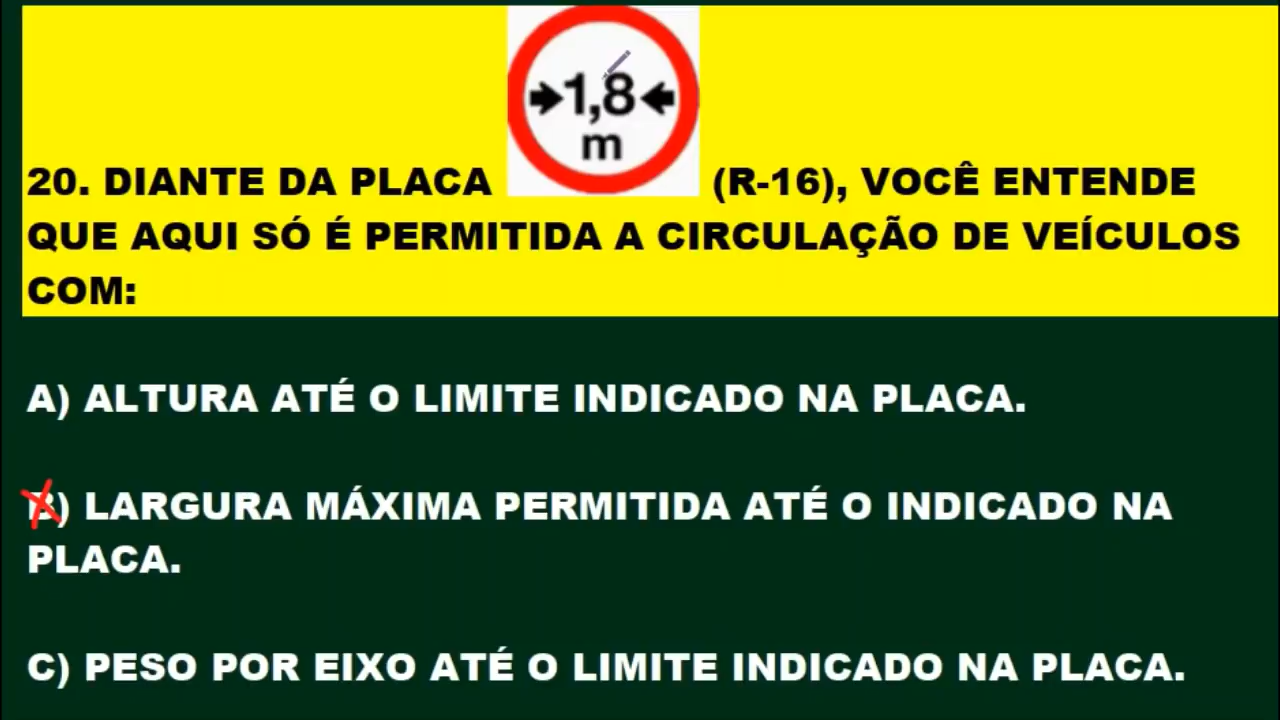 ➔1,8←
m
20. DIANTE DA PLACA (R-16), VOCÊ ENTENDE
QUE AQUI SÓ É PERMITIDA A CIRCULAÇÃO DE VEÍCULOS
COM:
A) ALTURA ATÉ O LIMITE INDICADO NA PLACA.
B) LARGURA MÁXIMA PERMITIDA ATÉ O INDICADO NA
PLACA.
C) PESO POR EIXO ATÉ O LIMITE INDICADO NA PLACA.